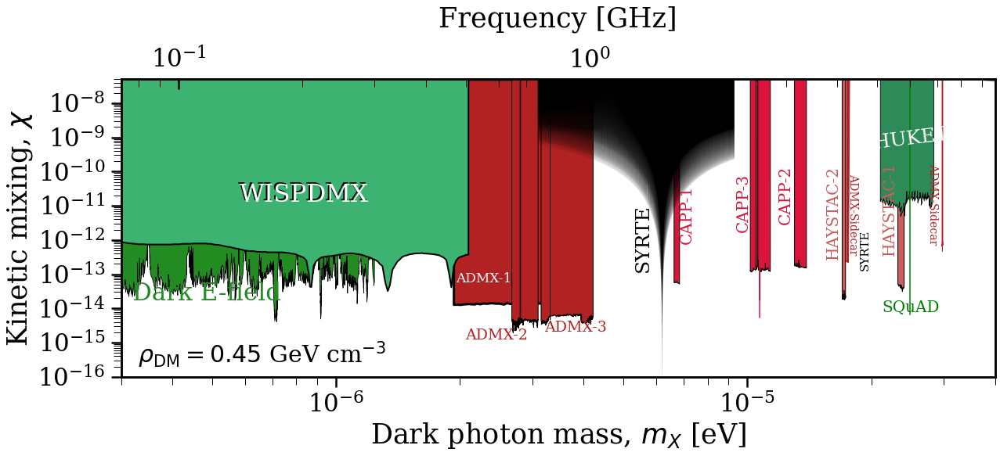 Frequency [GHz]
10⁻¹ 10⁰
Kinetic mixing, χ
10⁻⁸
10⁻⁹
10⁻¹⁰
10⁻¹¹
10⁻¹²
10⁻¹³
10⁻¹⁴
10⁻¹⁵
10⁻¹⁶
WISPDMX
Dark E-field
ADMX-1
ADMX-2
ADMX-3
SYRTE
CAPP-1
CAPP-3
CAPP-2
HAYSTAC-2
ADMX-Sidecar
SYRTE
HAYSTAC-1
HUKE
ADMX-Sidecar
SQuAD
ρ_DM = 0.45 GeV cm⁻³
10⁻⁶ 10⁻⁵
Dark photon mass, m_X [eV]